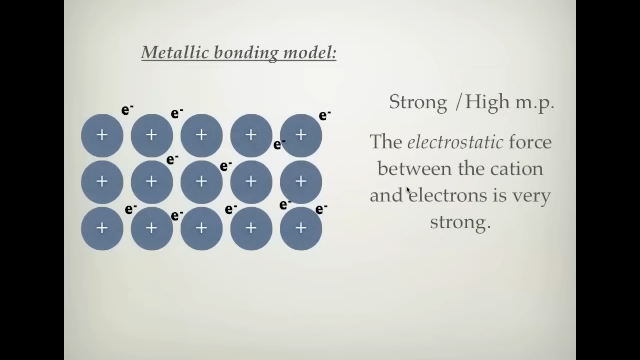 Metallic bonding model:
Strong /High m.p.
The electrostatic force
between the cation
and electrons is very
strong.
e- e- e-
+ + + + +
e-
e- e-
+ + + + +
e- e- e- e- e-
+ + + + +